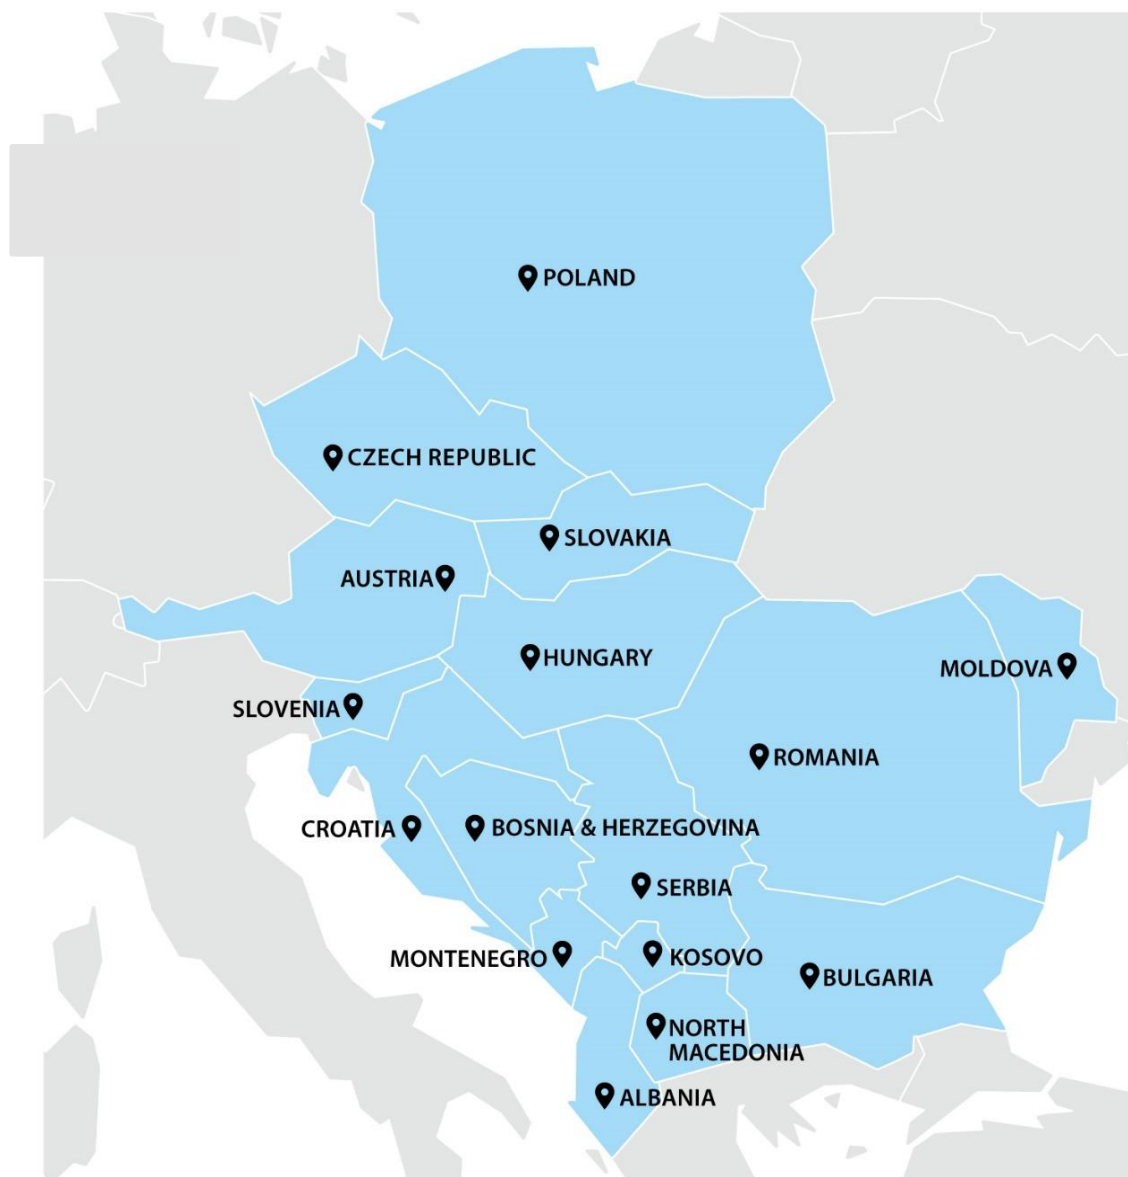 POLAND
CZECH REPUBLIC
SLOVAKIA
AUSTRIA
HUNGARY
MOLDOVA
SLOVENIA
ROMANIA
CROATIA
BOSNIA & HERZEGOVINA
SERBIA
MONTENEGRO
KOSOVO
BULGARIA
NORTH
MACEDONIA
ALBANIA